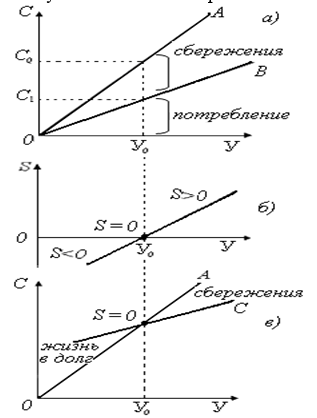 C A а)
C₀ сбережения
B
C₁ потребление
0 У₀ У
S
S>0 б)
S=0
0
S<0 У₀ У
C A
сбережения
S=0 C
в)
жизнь
в долг
0 У₀ У